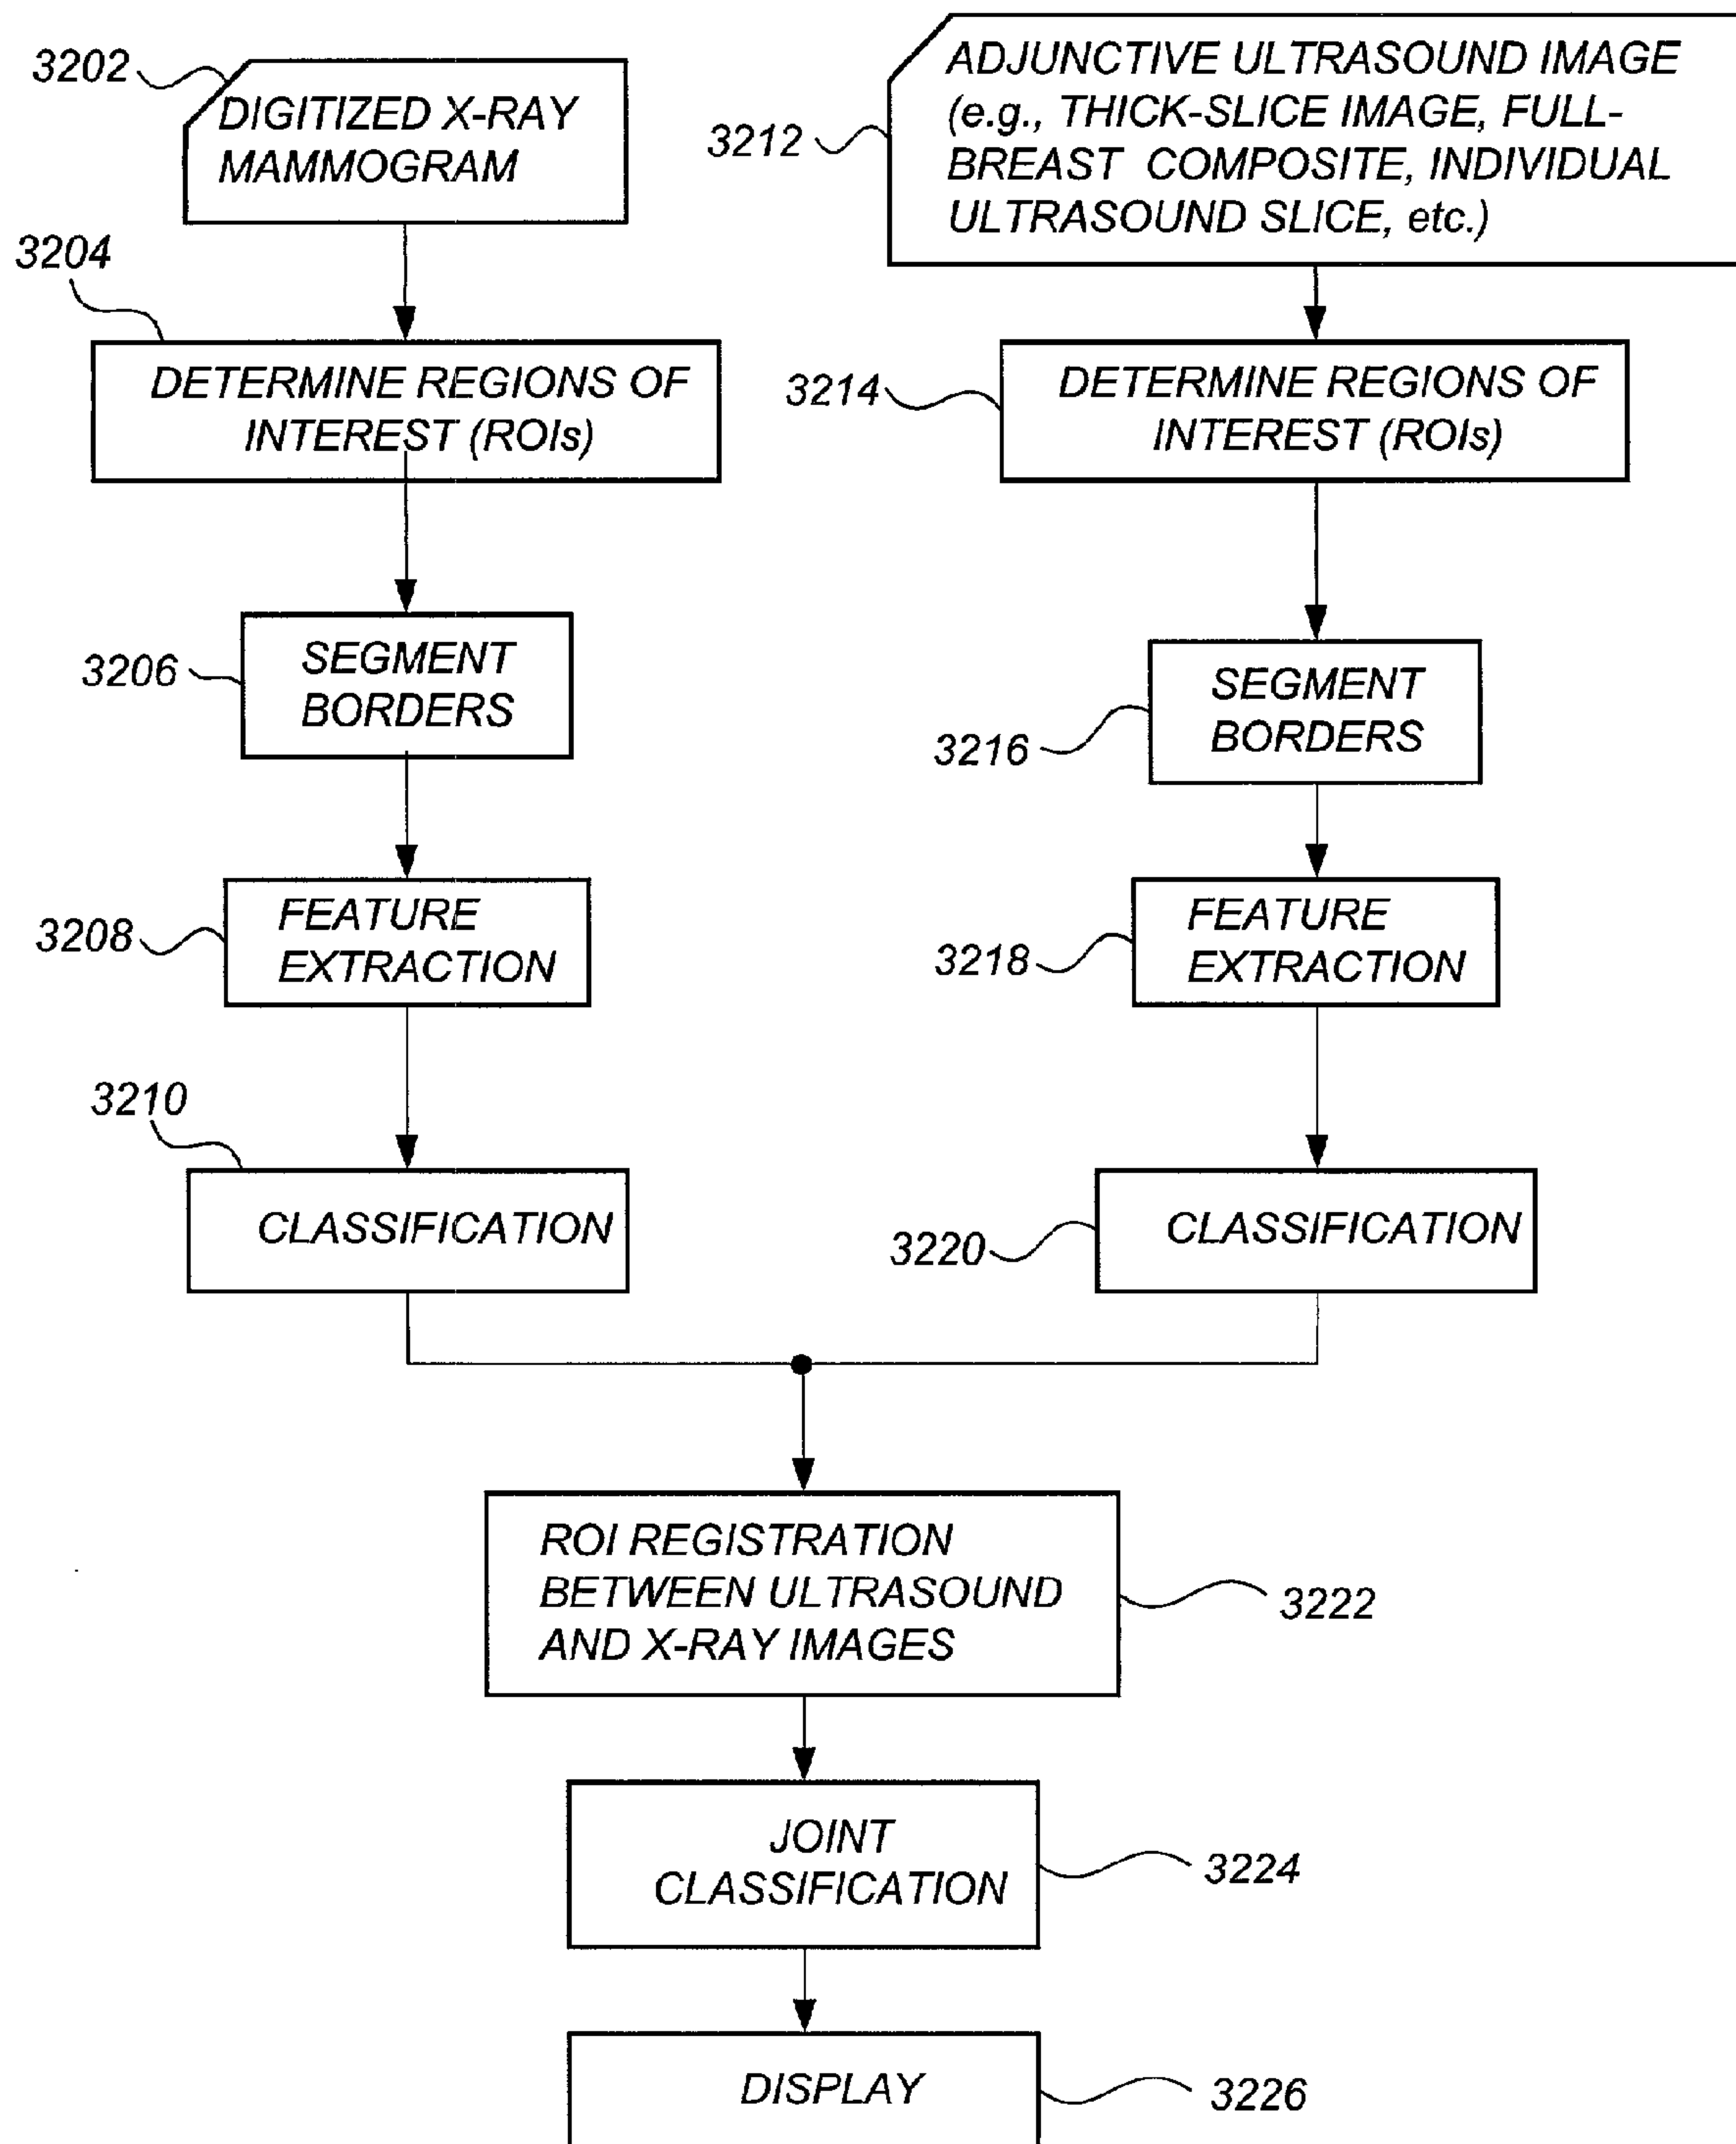 3202
DIGITIZED X-RAY
MAMMOGRAM
3204
DETERMINE REGIONS OF
INTEREST (ROIs)
3206
SEGMENT
BORDERS
3208
FEATURE
EXTRACTION
3210
CLASSIFICATION
3212
ADJUNCTIVE ULTRASOUND IMAGE
(e.g., THICK-SLICE IMAGE, FULL-
BREAST COMPOSITE, INDIVIDUAL
ULTRASOUND SLICE, etc.)
3214
DETERMINE REGIONS OF
INTEREST (ROIs)
3216
SEGMENT
BORDERS
3218
FEATURE
EXTRACTION
3220
CLASSIFICATION
ROI REGISTRATION
BETWEEN ULTRASOUND
AND X-RAY IMAGES
3222
JOINT
CLASSIFICATION
3224
DISPLAY
3226